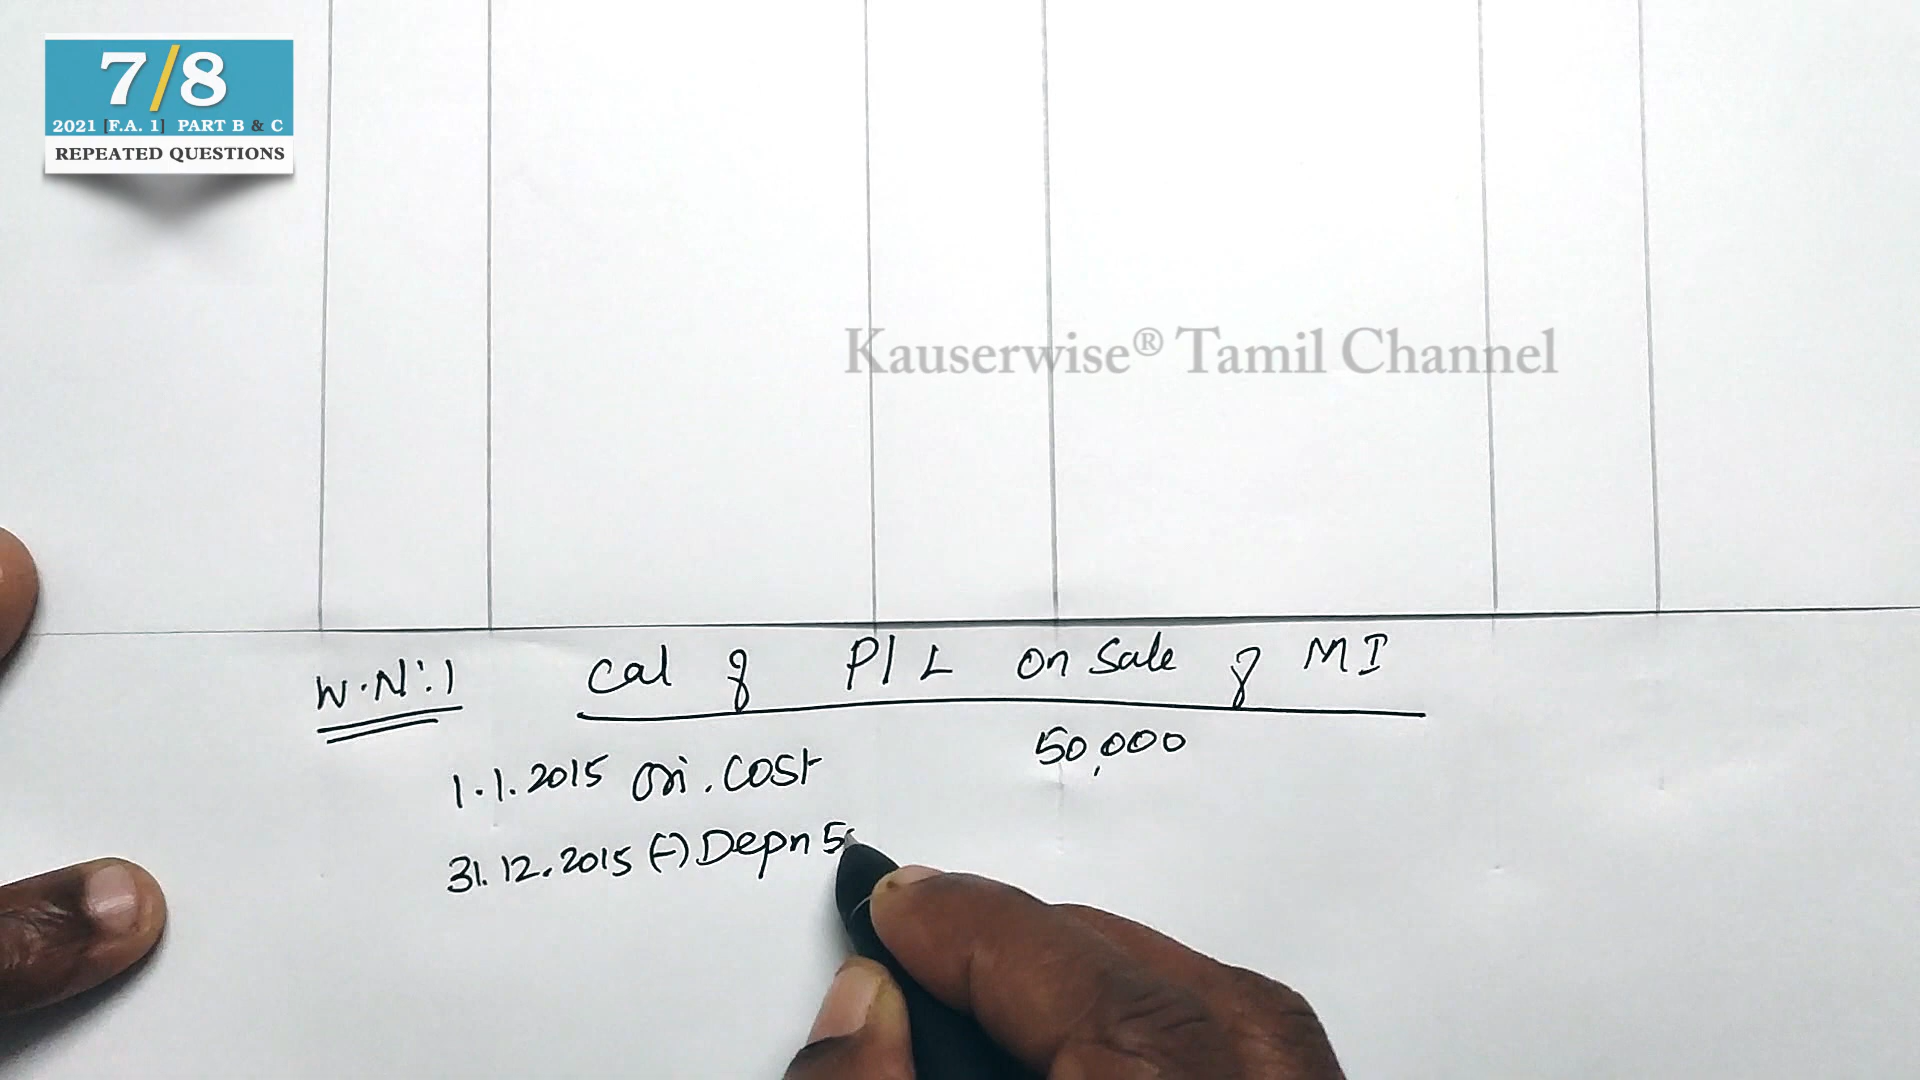 7/8
2021 [F.A. 1] PART B & C
REPEATED QUESTIONS
Kauserwise® Tamil Channel
W.N:1 Cal of P/L on Sale of M I
1.1.2015 Ori. Cost 50,000
31.12.2015 (-) Depn 5